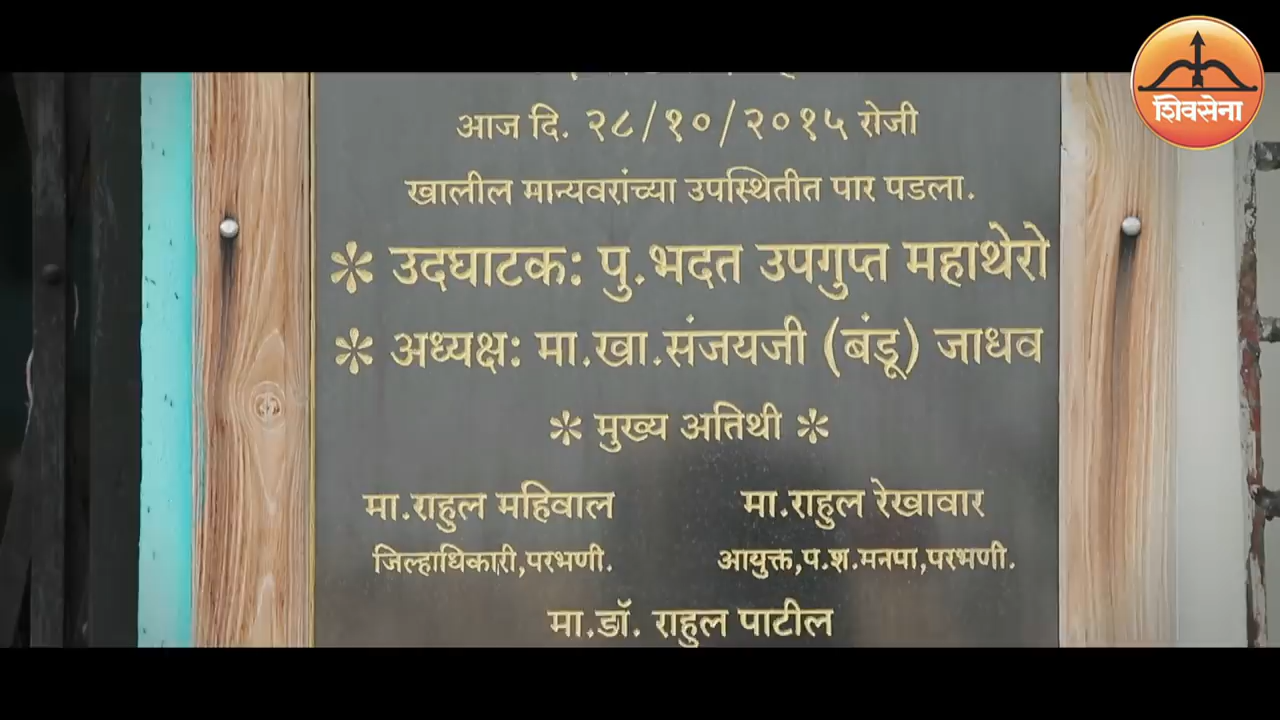 शिवसेना
आज दि. २८/१०/२०१५ रोजी
खालील मान्यवरांच्या उपस्थितीत पार पडला.
* उदघाटक: पु.भदत उपगुप्त महाथेरो
* अध्यक्ष: मा.खा.संजयजी (बंडू) जाधव
* मुख्य अतिथी *
मा.राहुल महिवाल मा.राहुल रेखावार
जिल्हाधिकारी,परभणी. आयुक्त,प.श.मनपा,परभणी.
मा.डॉ. राहुल पाटील